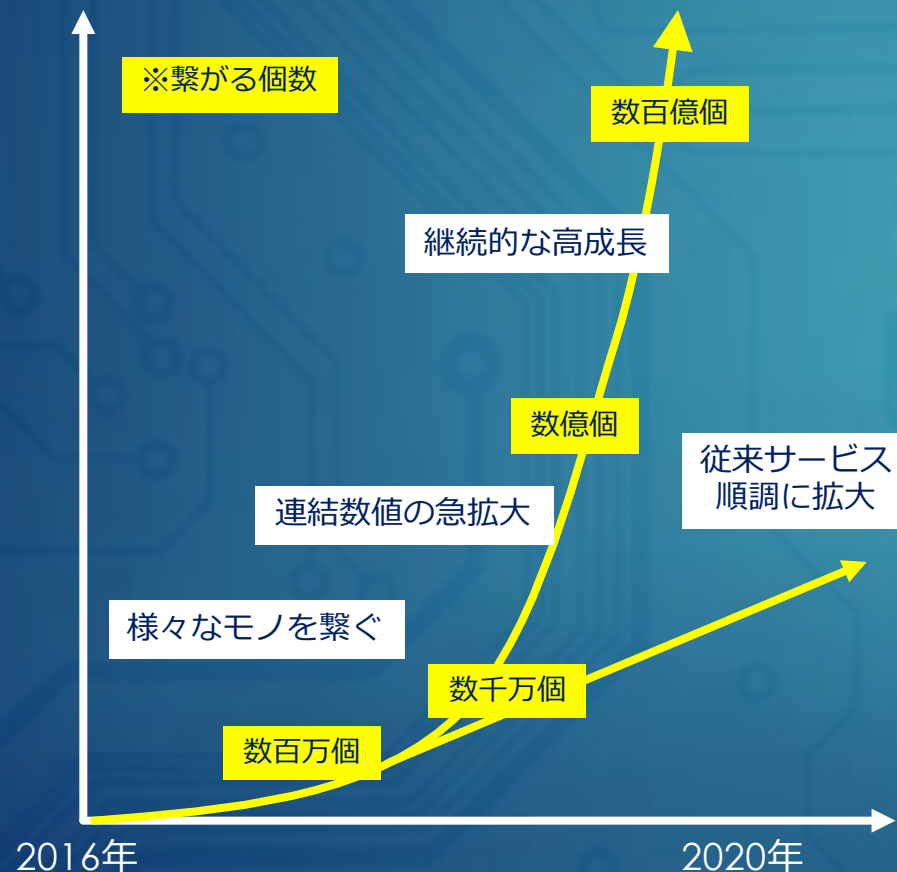 ※繋がる個数
数百億個
継続的な高成長
数億個
従来サービス
順調に拡大
連結数値の急拡大
様々なモノを繋ぐ
数千万個
数百万個
2016年
2020年